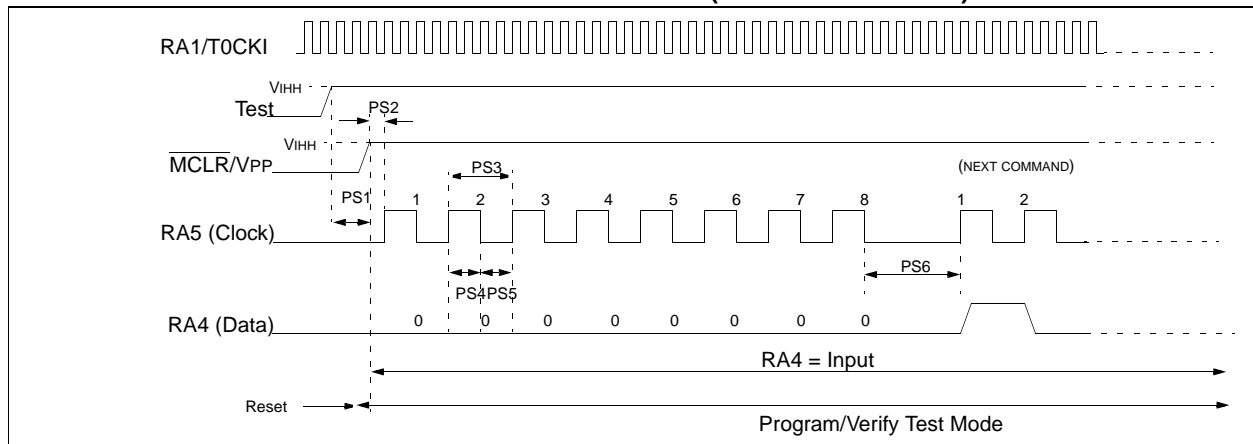 RA1/T0CKI
VIHH
Test
PS2
VIHH
MCLR/VPP
PS3
(NEXT COMMAND)
PS1
1 2 3 4 5 6 7 8 1 2
RA5 (Clock)
PS6
PS4PS5
RA4 (Data)
0 0 0 0 0 0 0 0
RA4 = Input
Reset
Program/Verify Test Mode